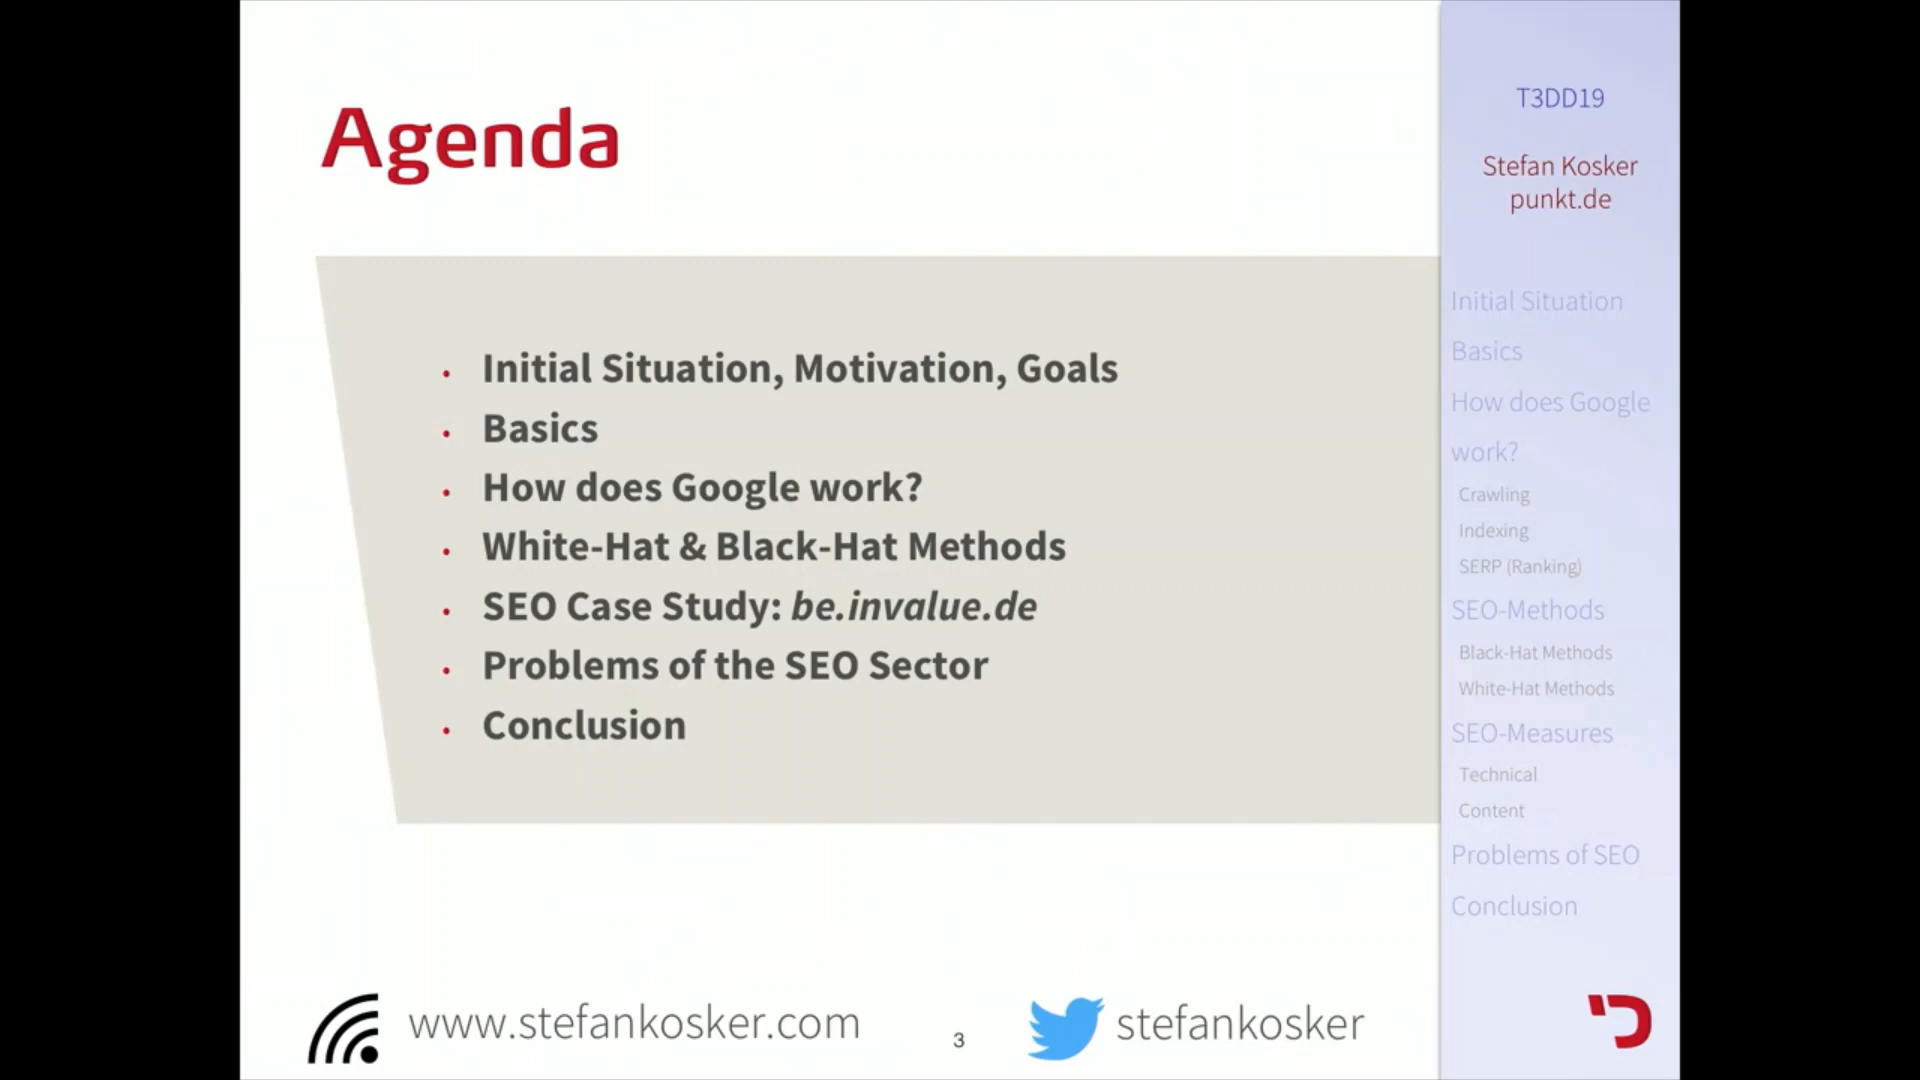 Agenda
• Initial Situation, Motivation, Goals
• Basics
• How does Google work?
• White-Hat & Black-Hat Methods
• SEO Case Study: be.invalue.de
• Problems of the SEO Sector
• Conclusion
www.stefankosker.com
3
stefankosker
T3DD19
Stefan Kosker
punkt.de
Initial Situation
Basics
How does Google
work?
Crawling
Indexing
SERP (Ranking)
SEO-Methods
Black-Hat Methods
White-Hat Methods
SEO-Measures
Technical
Content
Problems of SEO
Conclusion